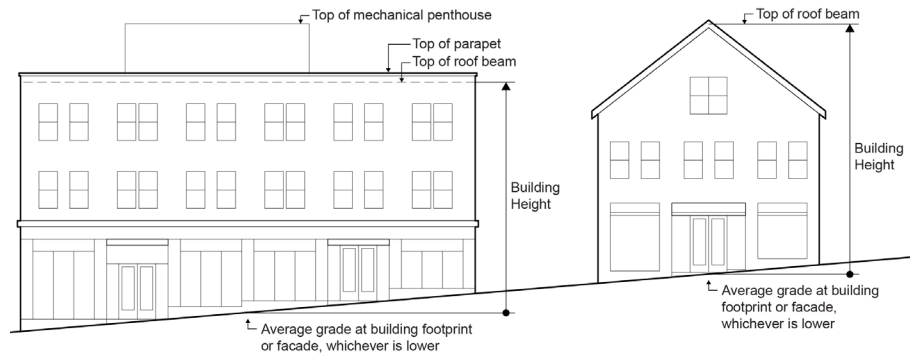 Top of mechanical penthouse
Top of parapet
Top of roof beam
Building
Height
Average grade at building footprint
or facade, whichever is lower
Top of roof beam
Building
Height
Average grade at building
footprint or facade,
whichever is lower